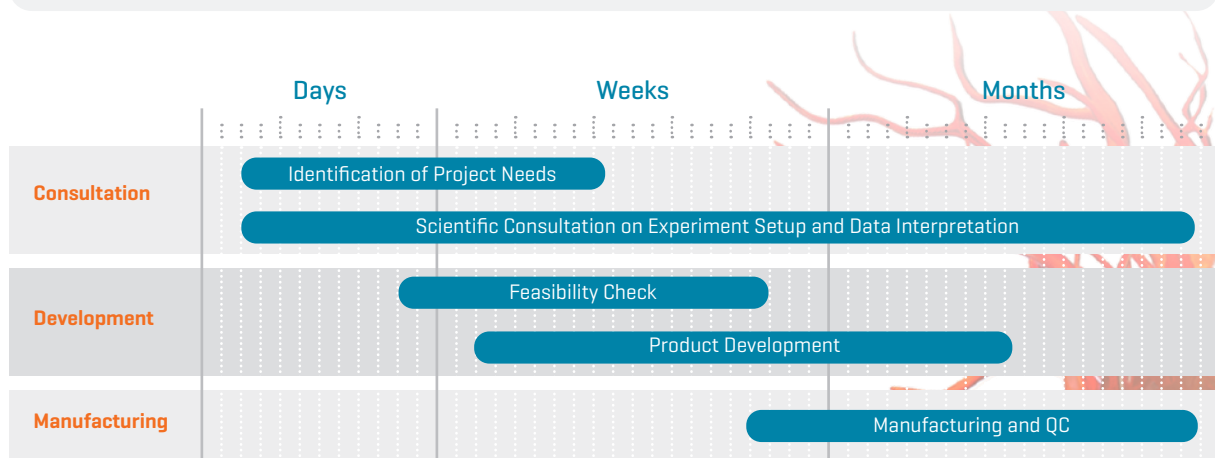 Days Weeks Months
Consultation
Identification of Project Needs
Scientific Consultation on Experiment Setup and Data Interpretation
Development
Feasibility Check
Product Development
Manufacturing
Manufacturing and QC